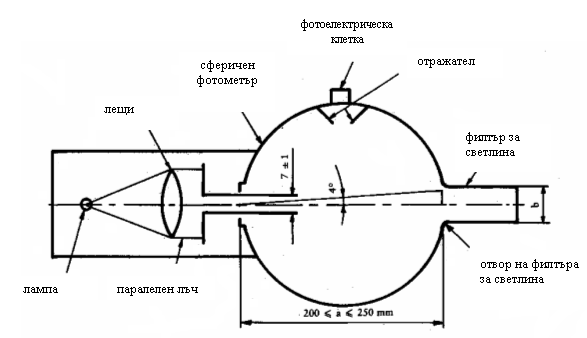 фотоелектрическа
клетка
сферичен
фотометър
отражател
лещи
филтър за
светлина
7 ± 1
4°
b
лампа
паралелен лъч
отвор на филтъра
за светлина
200 ⩽ a ⩽ 250 mm